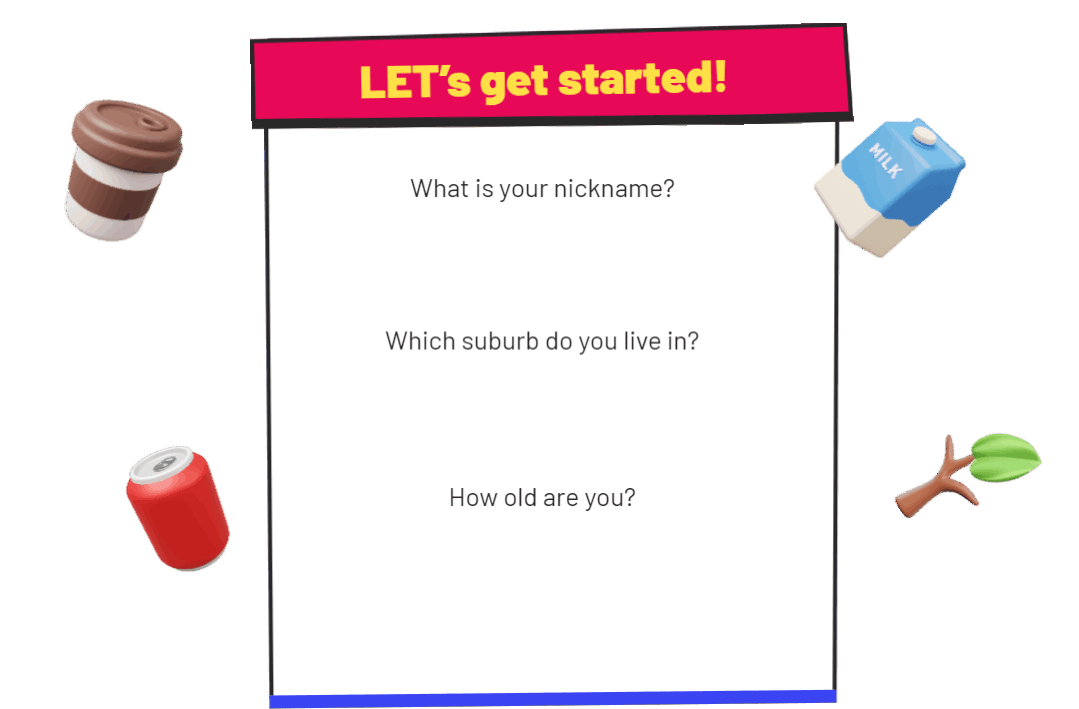 LET's get started!
What is your nickname?
MILK
Which suburb do you live in?
How old are you?